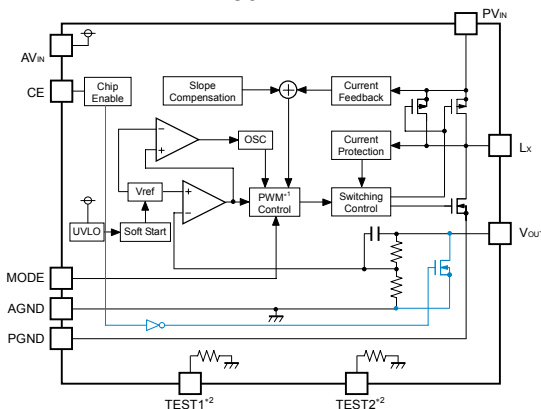 PVIN
AVIN
CE
Chip
Enable
Slope
Compensation
+
Current
Feedback
Current
Protection
LX
−
+
OSC
Vref
+
−
PWM*1
Control
Switching
Control
UVLO
Soft Start
VOUT
MODE
AGND
PGND
TEST1*2
TEST2*2